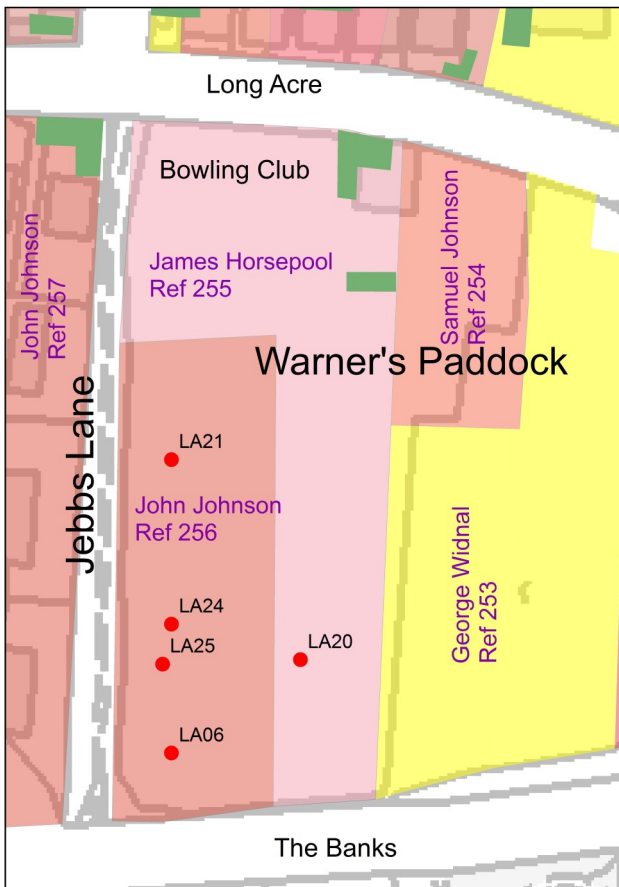 Long Acre
Bowling Club
John Johnson
Ref 257
James Horsepool
Ref 255
Samuel Johnson
Ref 254
Warner's Paddock
Jebbs Lane
LA21
John Johnson
Ref 256
George Widnal
Ref 253
LA24
LA25
LA20
LA06
The Banks